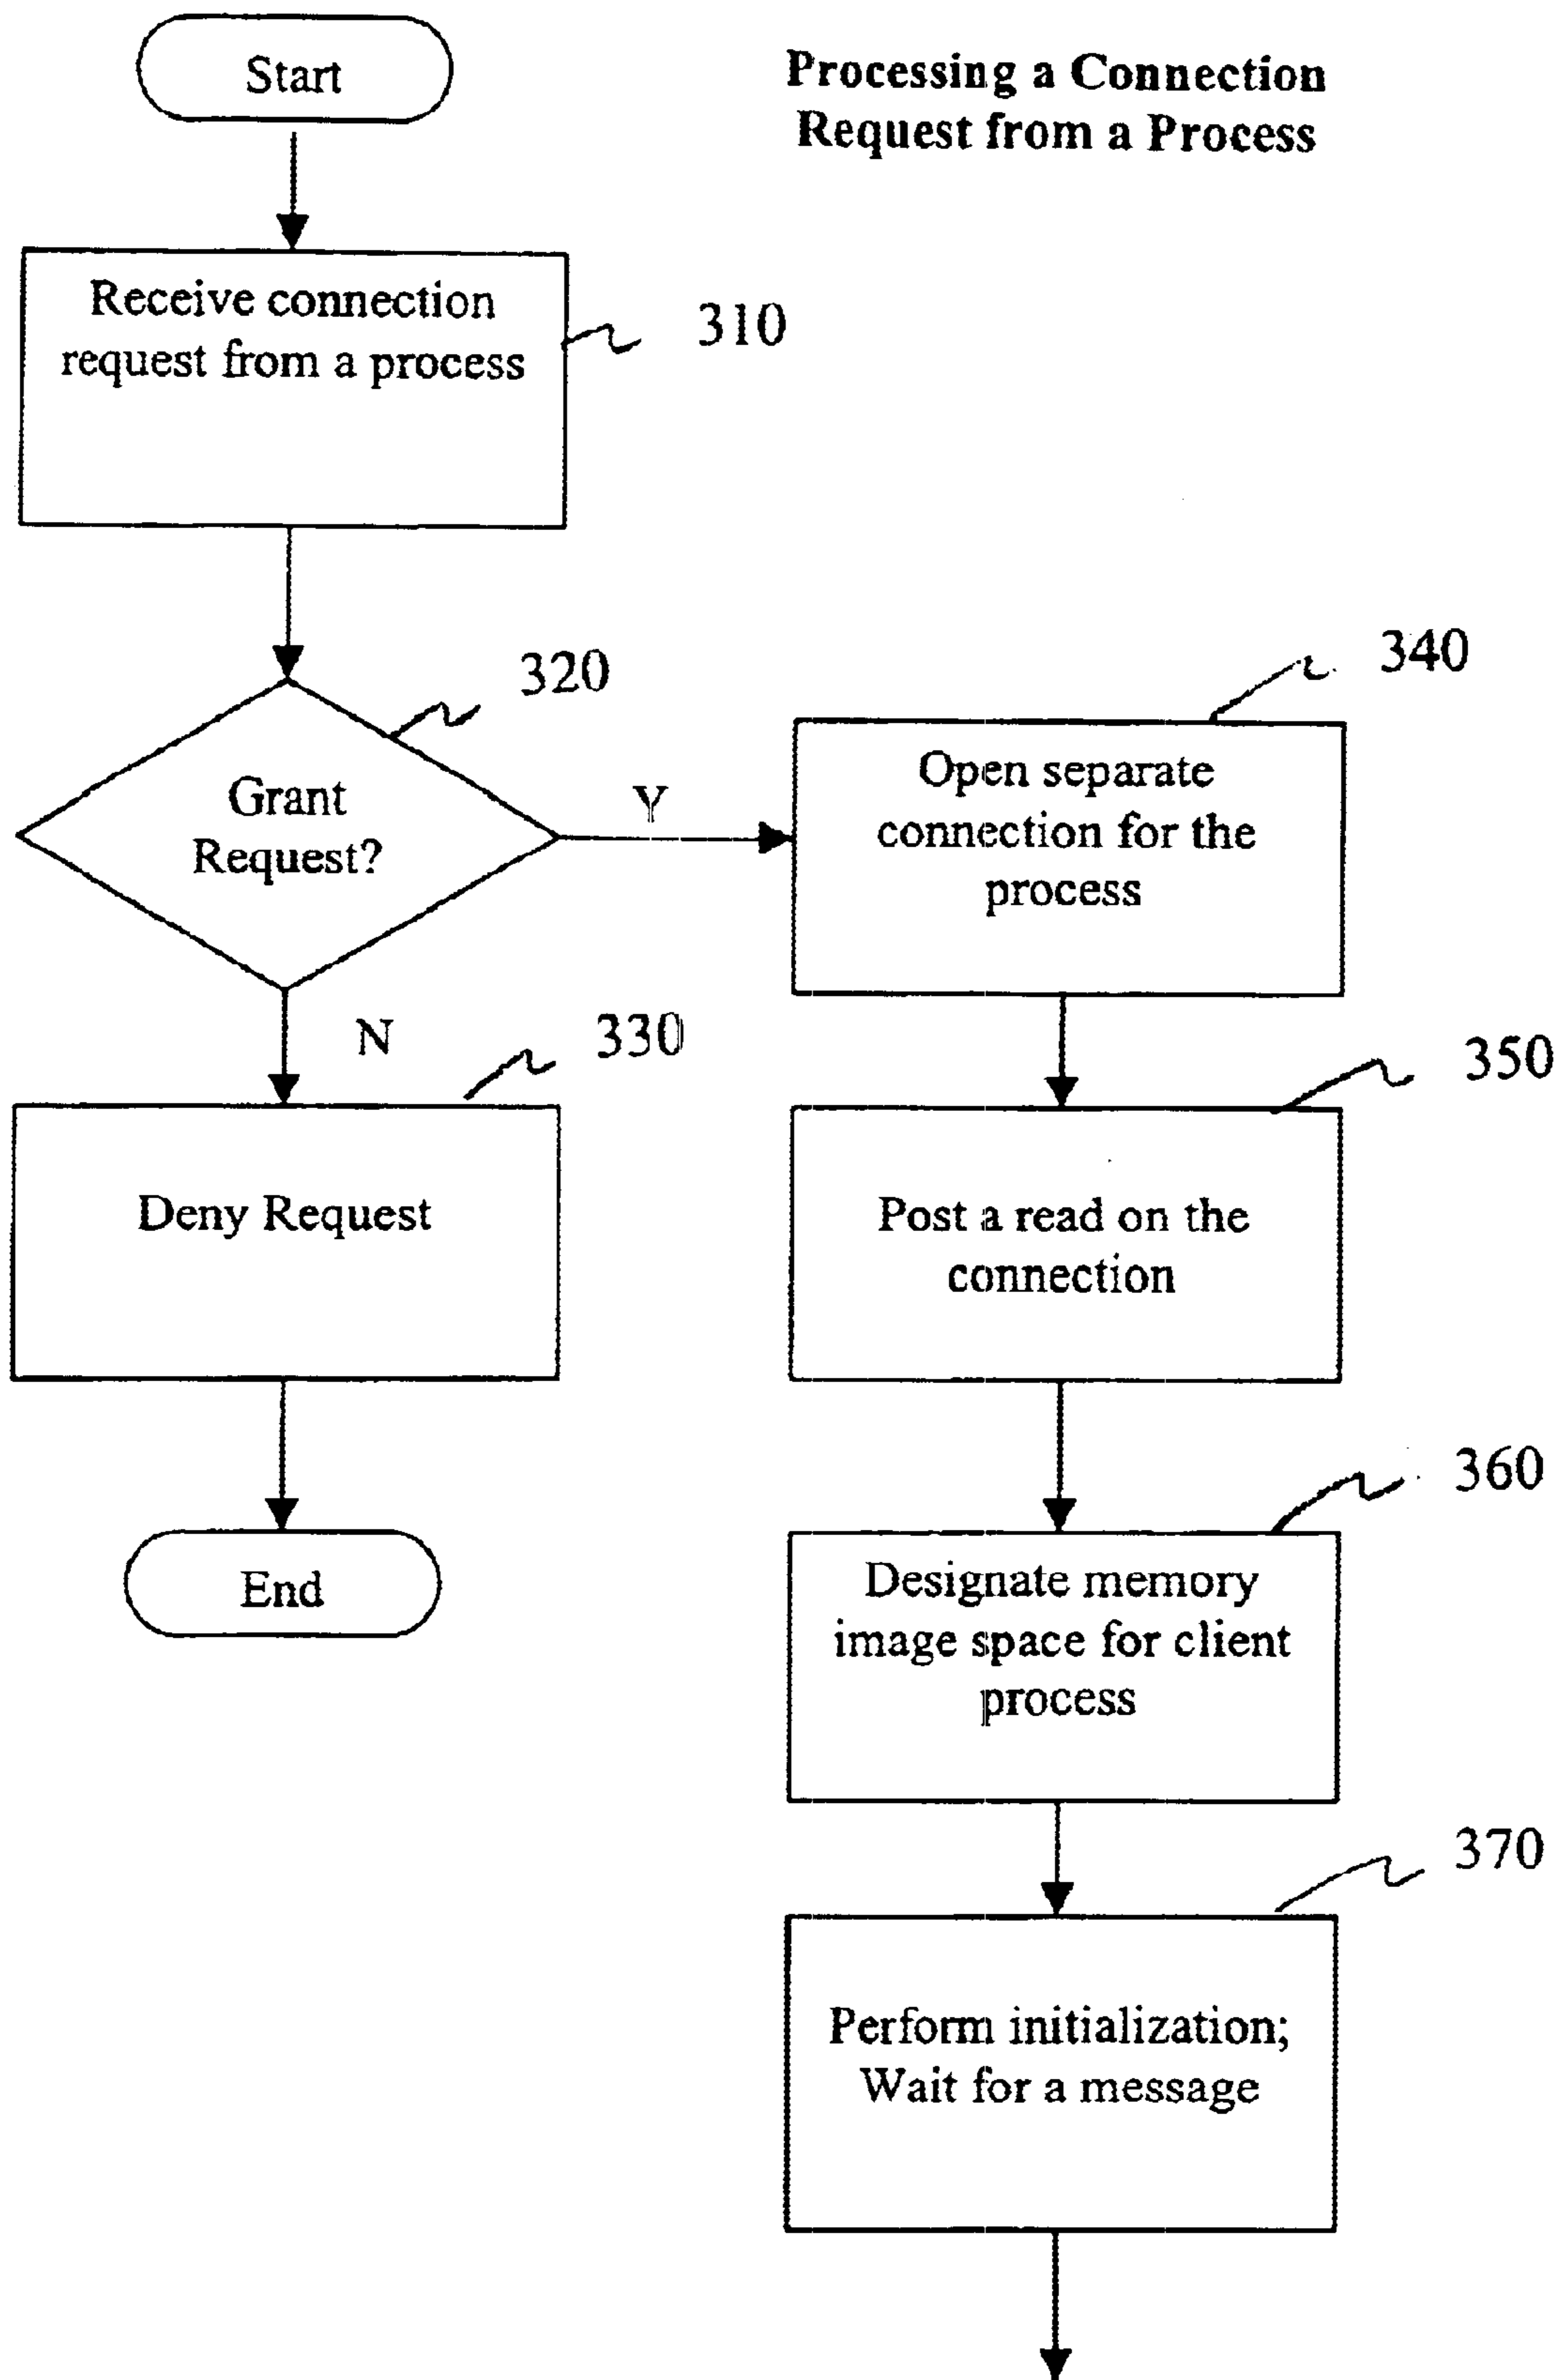 Start
Processing a Connection
Request from a Process
Receive connection
request from a process
310
320
Grant
Request?
Y
N
330
Deny Request
End
340
Open separate
connection for the
process
350
Post a read on the
connection
360
Designate memory
image space for client
process
370
Perform initialization;
Wait for a message